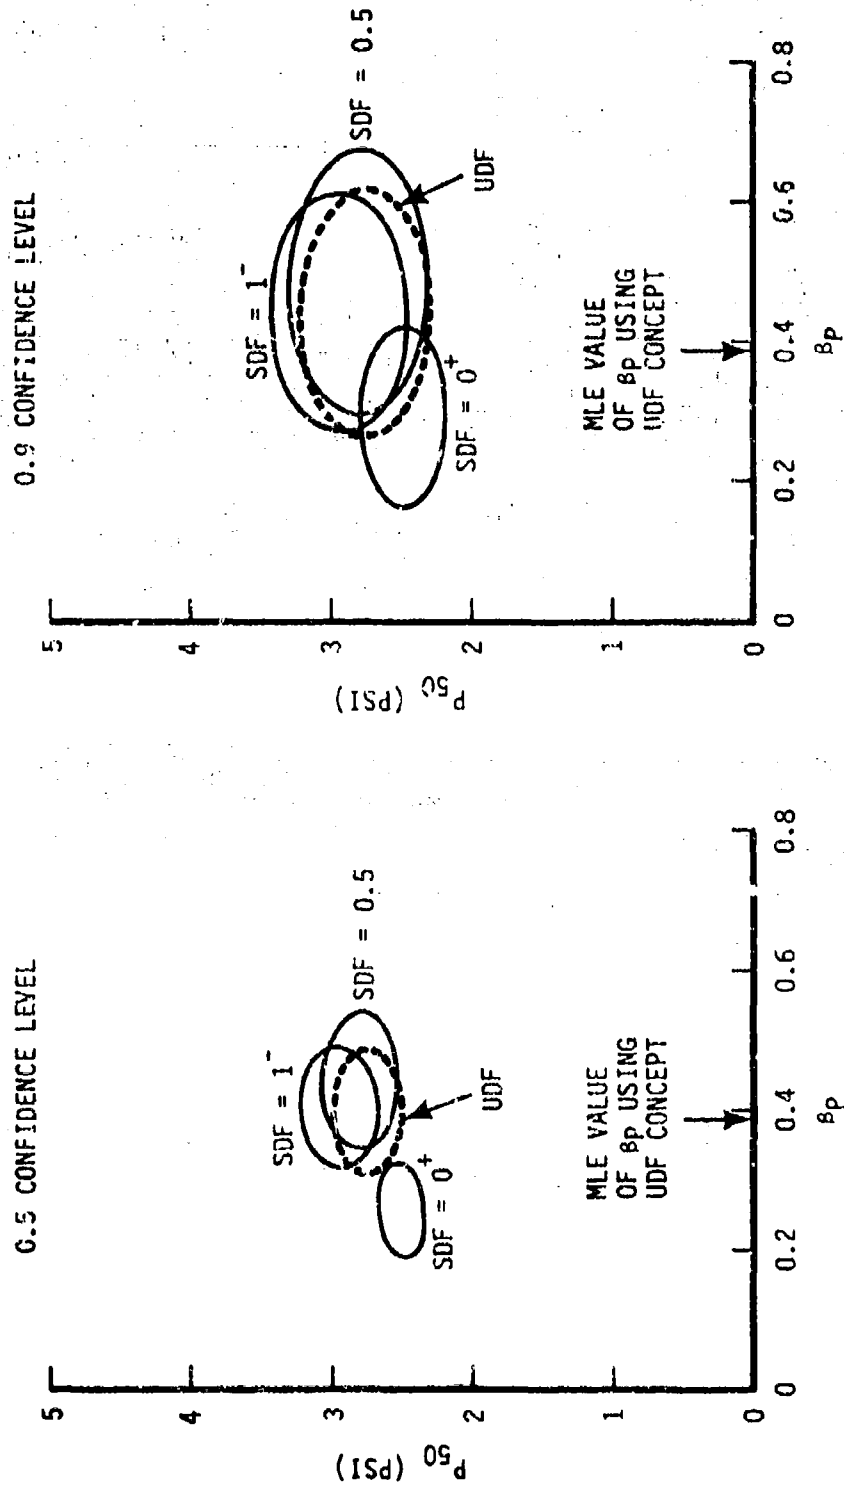 0.5 CONFIDENCE LEVEL
5
4
3
2
1
0
P50 (PSI)
SDF = 1-
SDF = 0.5
UDF
SDF = 0+
MLE VALUE
OF βP USING
UDF CONCEPT
0
0.2
0.4
0.6
0.8
βP
0.9 CONFIDENCE LEVEL
5
4
3
2
1
0
P50 (PSI)
SDF = 1-
SDF = 0.5
UDF
SDF = 0+
MLE VALUE
OF βP USING
UDF CONCEPT
0
0.2
0.4
0.6
0.8
βP